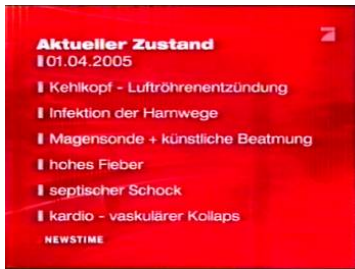 Aktueller Zustand
01.04.2005
Kehlkopf - Luftröhrenentzündung
Infektion der Harnwege
Magensonde + künstliche Beatmung
hohes Fieber
septischer Schock
kardio - vaskulärer Kollaps
NEWSTIME